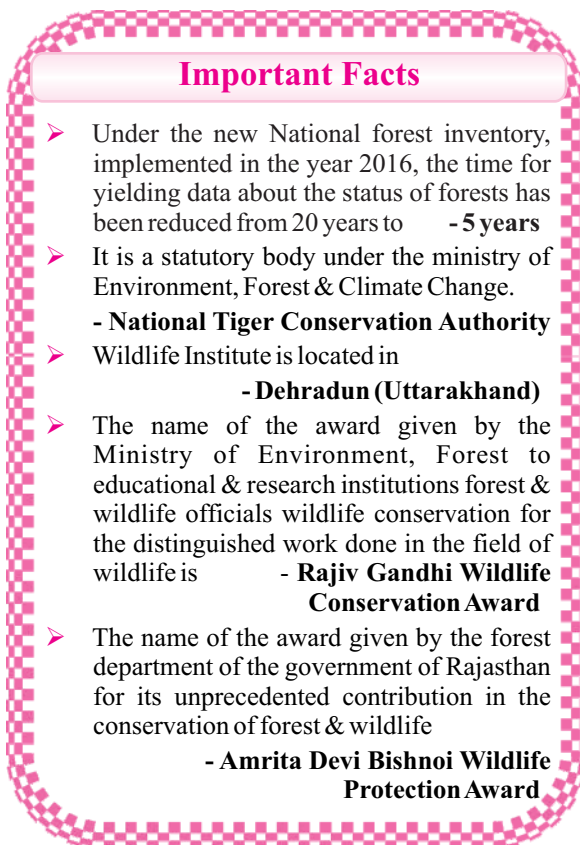 Important Facts
➢ Under the new National forest inventory,
implemented in the year 2016, the time for
yielding data about the status of forests has
been reduced from 20 years to - 5 years
➢ It is a statutory body under the ministry of
Environment, Forest & Climate Change.
- National Tiger Conservation Authority
➢ Wildlife Institute is located in
- Dehradun (Uttarakhand)
➢ The name of the award given by the
Ministry of Environment, Forest to
educational & research institutions forest &
wildlife officials wildlife conservation for
the distinguished work done in the field of
wildlife is - Rajiv Gandhi Wildlife
Conservation Award
➢ The name of the award given by the forest
department of the government of Rajasthan
for its unprecedented contribution in the
conservation of forest & wildlife
- Amrita Devi Bishnoi Wildlife
Protection Award